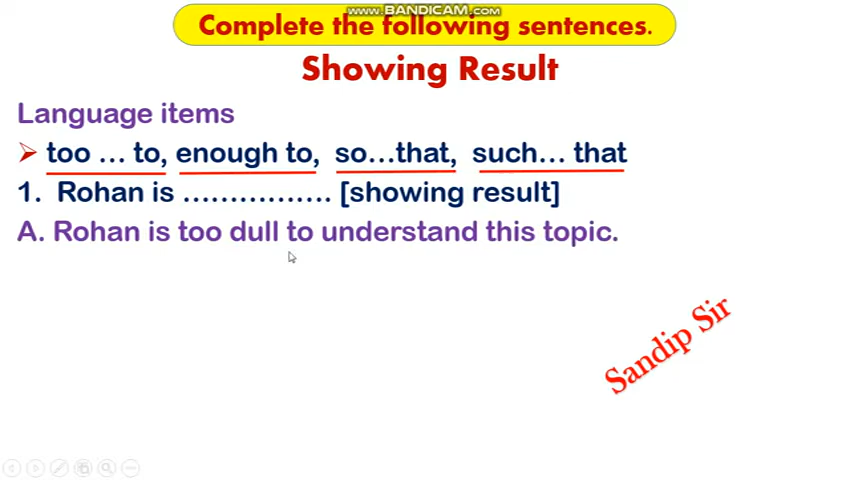 www.BANDICAM.com
Complete the following sentences.
Showing Result
Language items
➢ too … to, enough to, so…that, such… that
1. Rohan is ……………. [showing result]
A. Rohan is too dull to understand this topic.
Sandip Sir